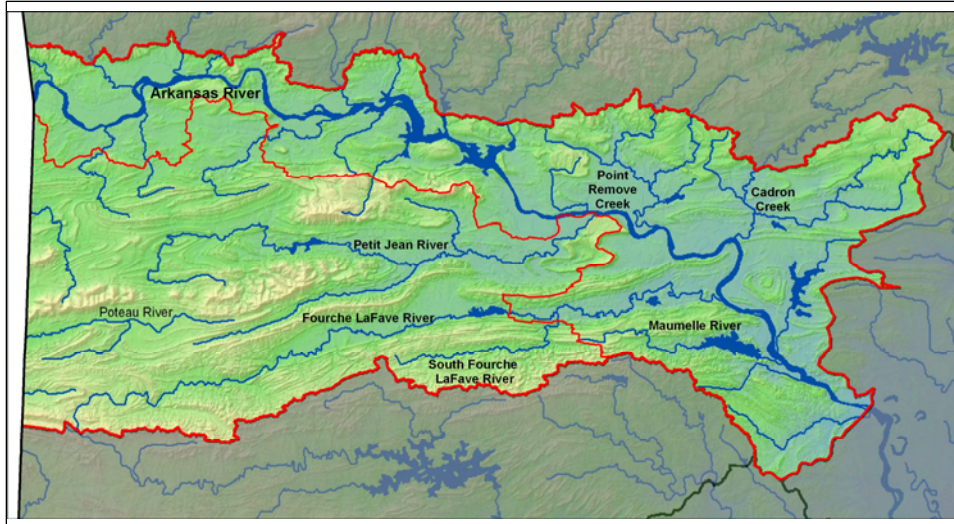 Arkansas River
Point
Remove
Creek
Cadron
Creek
Petit Jean River
Poteau River
Fourche LaFave River
Maumelle River
South Fourche
LaFave River